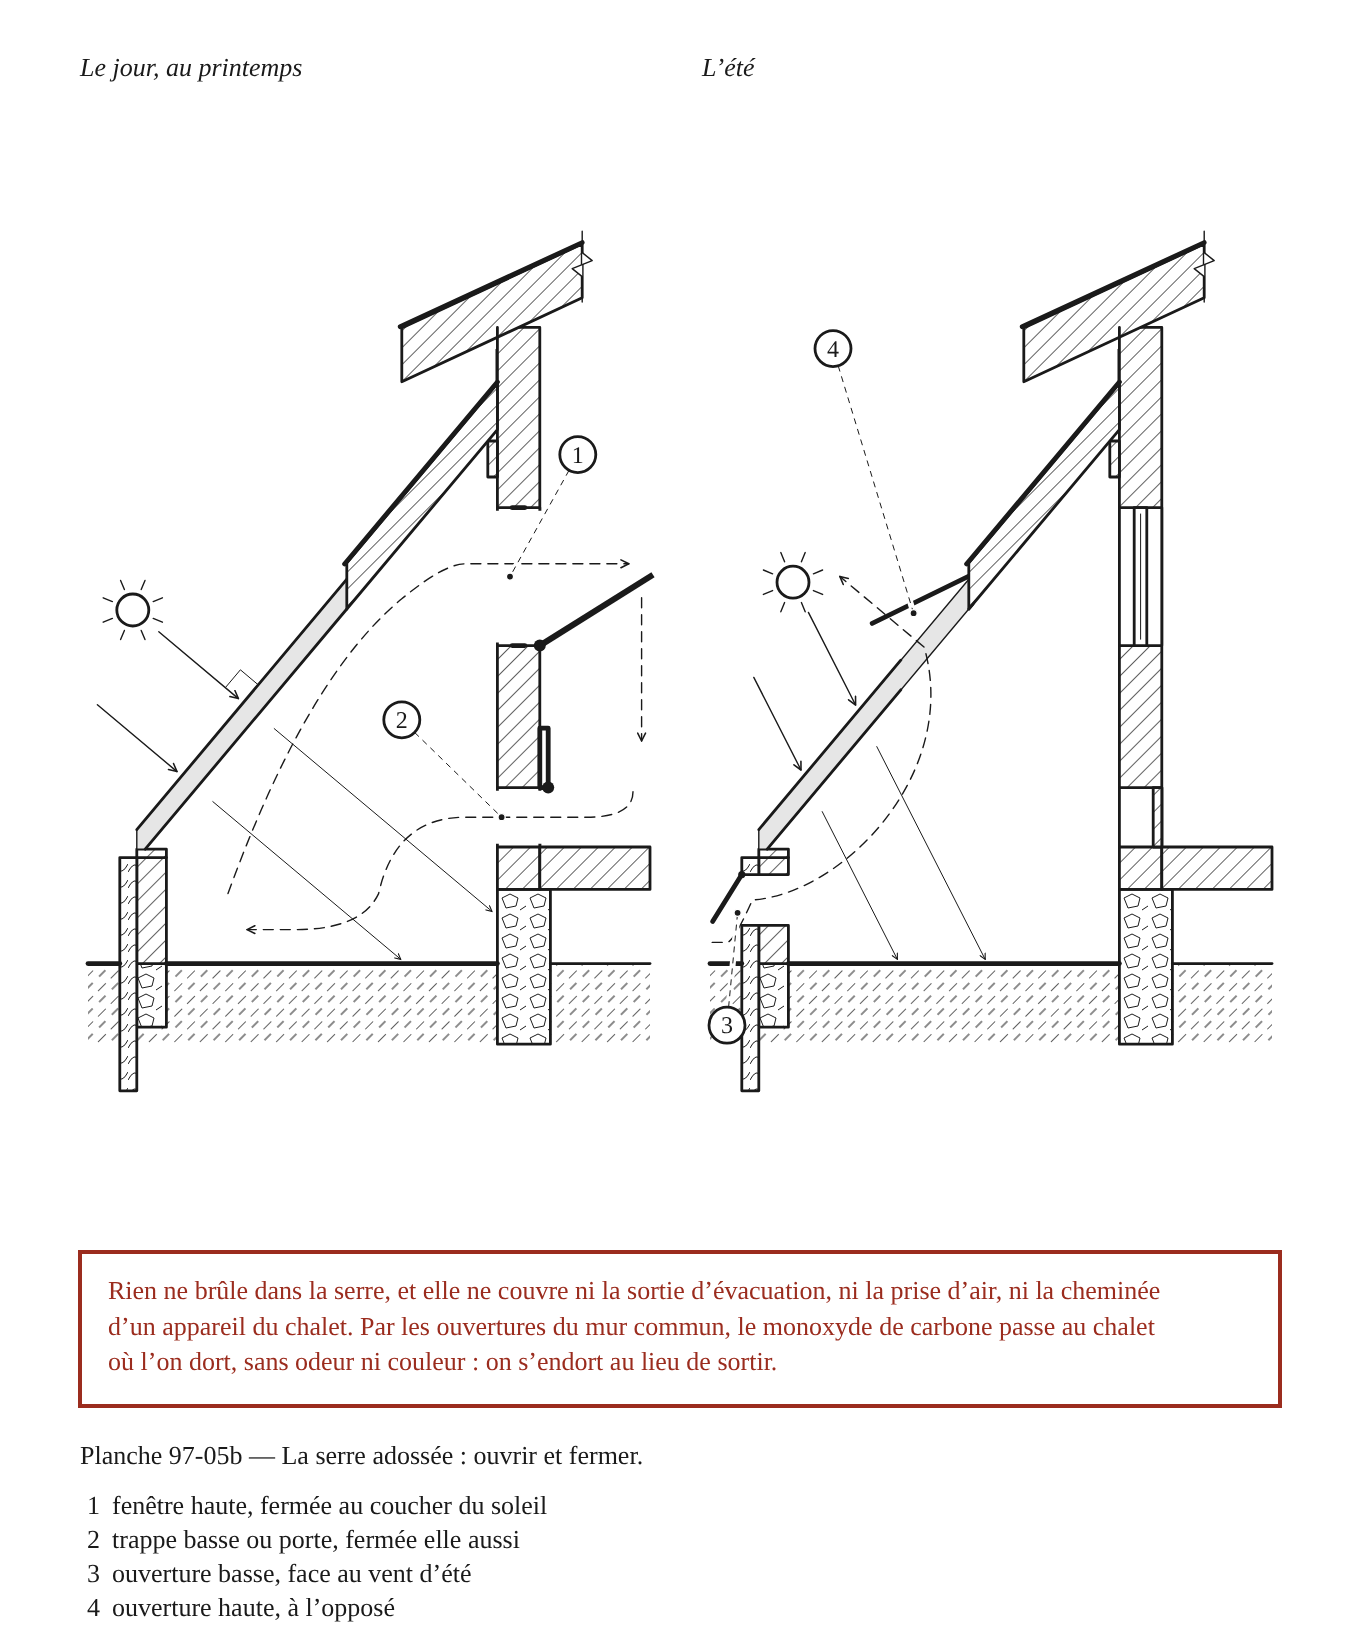 Le jour, au printemps
L’été
4
1
2
3
Rien ne brûle dans la serre, et elle ne couvre ni la sortie d’évacuation, ni la prise d’air, ni la cheminée
d’un appareil du chalet. Par les ouvertures du mur commun, le monoxyde de carbone passe au chalet
où l’on dort, sans odeur ni couleur : on s’endort au lieu de sortir.
Planche 97-05b — La serre adossée : ouvrir et fermer.
1 fenêtre haute, fermée au coucher du soleil
2 trappe basse ou porte, fermée elle aussi
3 ouverture basse, face au vent d’été
4 ouverture haute, à l’opposé